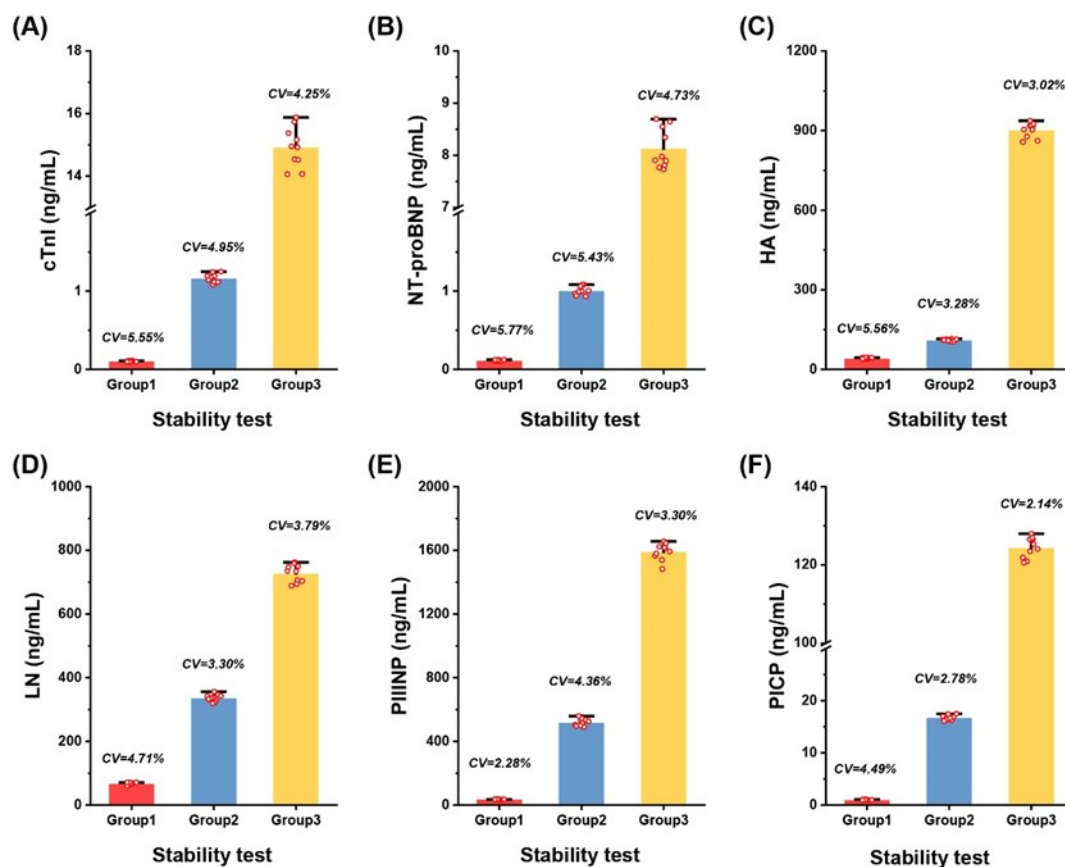 (A)
cTnI (ng/mL)
18
16
14
1
0
CV=5.55%
CV=4.95%
CV=4.25%
Group1 Group2 Group3
Stability test
(B)
NT-proBNP (ng/mL)
10
9
8
7
1
0
CV=5.77%
CV=5.43%
CV=4.73%
Group1 Group2 Group3
Stability test
(C)
HA (ng/mL)
1200
900
600
300
0
CV=5.56%
CV=3.28%
CV=3.02%
Group1 Group2 Group3
Stability test
(D)
LN (ng/mL)
1000
800
600
400
200
0
CV=4.71%
CV=3.30%
CV=3.79%
Group1 Group2 Group3
Stability test
(E)
PIIINP (ng/mL)
2000
1600
1200
800
400
0
CV=2.28%
CV=4.36%
CV=3.30%
Group1 Group2 Group3
Stability test
(F)
PICP (ng/mL)
140
120
100
20
10
0
CV=4.49%
CV=2.78%
CV=2.14%
Group1 Group2 Group3
Stability test